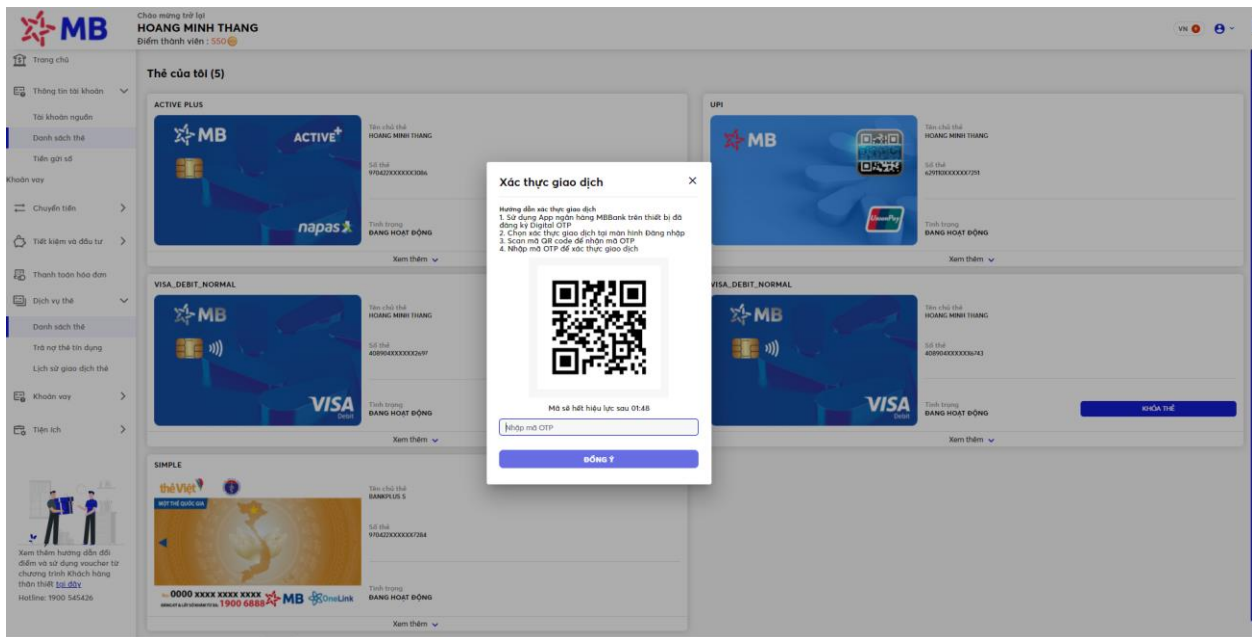 MB
Chào mừng trở lại
HOANG MINH THANG
Điểm thành viên : 550
VN
Trang chủ
Thông tin tài khoản
Tài khoản nguồn
Danh sách thẻ
Tiền gửi số
Khoản vay
Chuyển tiền
Tiết kiệm và đầu tư
Thanh toán hóa đơn
Dịch vụ thẻ
Danh sách thẻ
Trả nợ thẻ tín dụng
Lịch sử giao dịch thẻ
Khoản vay
Tiện ích
Xem thêm hướng dẫn đổi
điểm và sử dụng voucher từ
chương trình Khách hàng
thân thiết tại đây
Hotline: 1900 545426
Thẻ của tôi (5)
ACTIVE PLUS
MB
ACTIVE+
napas
Tên chủ thẻ
HOANG MINH THANG
Số thẻ
970422XXXXXX3086
Tình trạng
ĐANG HOẠT ĐỘNG
Xem thêm
UPI
MB
UnionPay
Tên chủ thẻ
HOANG MINH THANG
Số thẻ
Tình trạng
ĐANG HOẠT ĐỘNG
Xem thêm
VISA_DEBIT_NORMAL
MB
VISA
Debit
Tên chủ thẻ
HOANG MINH THANG
Số thẻ
408904XXXXXX2697
Tình trạng
ĐANG HOẠT ĐỘNG
Xem thêm
VISA_DEBIT_NORMAL
MB
VISA
Debit
Tên chủ thẻ
HOANG MINH THANG
Số thẻ
408904XXXXXX6743
Tình trạng
ĐANG HOẠT ĐỘNG
KHÓA THẺ
Xem thêm
SIMPLE
thẻ Việt
MỘT THẺ QUỐC GIA
0000 xxxx xxxx xxxx
1900 6888
MB
OneLink
Tên chủ thẻ
BANKPLUS S
Số thẻ
970422XXXXXX7284
Tình trạng
ĐANG HOẠT ĐỘNG
Xem thêm
Xác thực giao dịch
Hướng dẫn xác thực giao dịch
1. Sử dụng App ngân hàng MBBank trên thiết bị đã
đăng ký Digital OTP
2. Chọn xác thực giao dịch tại màn hình Đăng nhập
3. Scan mã QR code để nhận mã OTP
4. Nhập mã OTP để xác thực giao dịch
Mã sẽ hết hiệu lực sau 01:48
Nhập mã OTP
ĐỒNG Ý